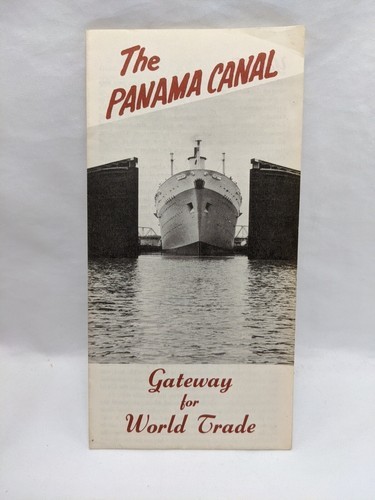 The
PANAMA CANAL
Gateway
for
World Trade